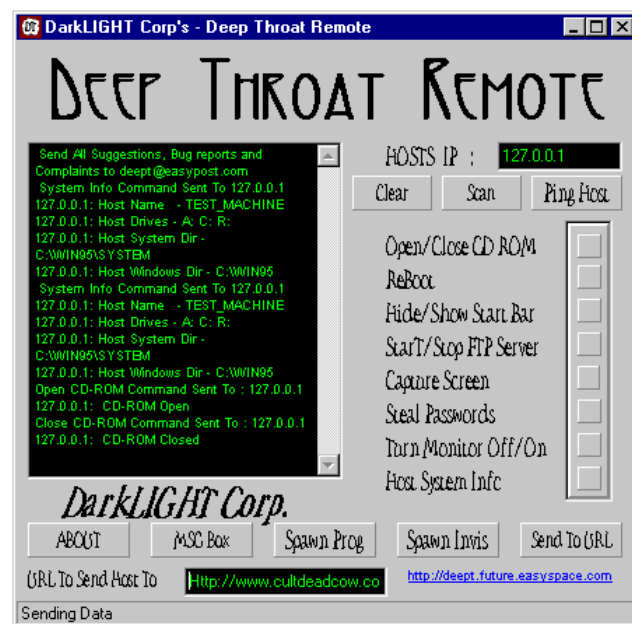 DarkLIGHT Corp's - Deep Throat Remote
DEEP THROAT REMOTE
Send All Suggestions, Bug reports and
Complaints to deept@easypost.com
System Info Command Sent To 127.0.0.1
127.0.0.1: Host Name - TEST_MACHINE
127.0.0.1: Host Drives - A: C: R:
127.0.0.1: Host System Dir -
C:\WIN95\SYSTEM
127.0.0.1: Host Windows Dir - C:\WIN95
System Info Command Sent To 127.0.0.1
127.0.0.1: Host Name - TEST_MACHINE
127.0.0.1: Host Drives - A: C: R:
127.0.0.1: Host System Dir -
C:\WIN95\SYSTEM
127.0.0.1: Host Windows Dir - C:\WIN95
Open CD-ROM Command Sent To : 127.0.0.1
127.0.0.1: CD-ROM Open
Close CD-ROM Command Sent To : 127.0.0.1
127.0.0.1: CD-ROM Closed
HOSTS IP : 127.0.0.1
Clear Scan Ping Host
Open/Close CD ROM
ReBoot
Hide/Show Start Bar
StarT/Stop FTP Server
Capture Screen
Steal Passwords
Turn Monitor Off/On
Host System Info
DarkLIGHT Corp.
ABOUT MSG Box Spawn Prog Spawn Invis Send To URL
URL To Send Host To Http://www.cultdeadcow.co http://deept.future.easyspace.com
Sending Data